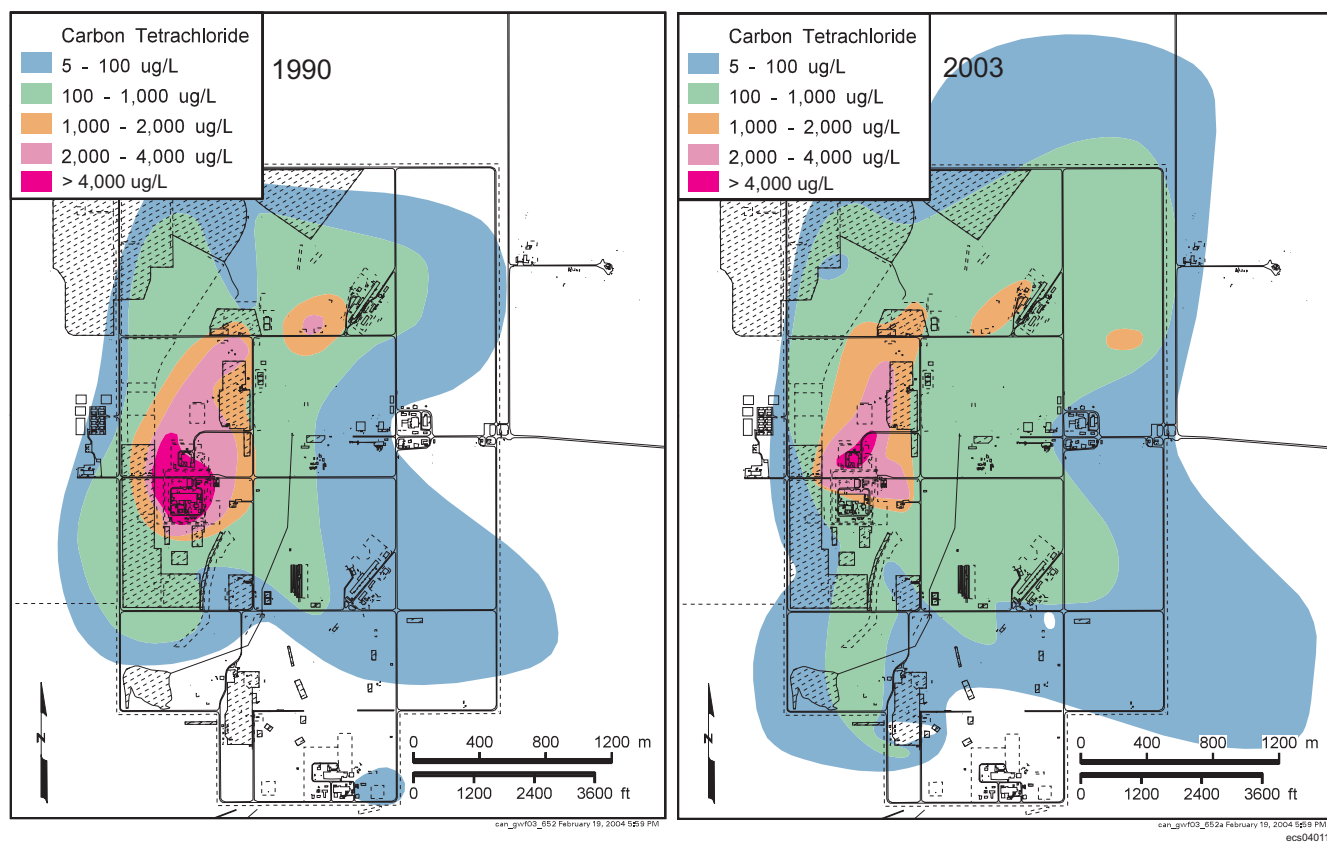 Carbon Tetrachloride
5 - 100 ug/L
100 - 1,000 ug/L
1,000 - 2,000 ug/L
2,000 - 4,000 ug/L
> 4,000 ug/L
1990
N
0 400 800 1200 m
0 1200 2400 3600 ft
can_gwf03_652 February 19, 2004 5:59 PM
Carbon Tetrachloride
5 - 100 ug/L
100 - 1,000 ug/L
1,000 - 2,000 ug/L
2,000 - 4,000 ug/L
> 4,000 ug/L
2003
N
0 400 800 1200 m
0 1200 2400 3600 ft
can_gwf03_652a February 19, 2004 5:59 PM
ecs04011